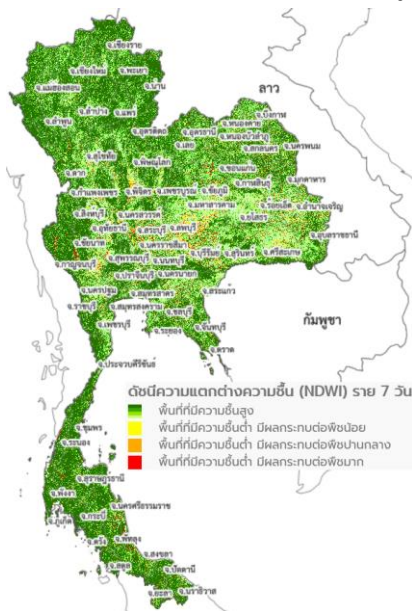 จ.เชียงราย
จ.เชียงใหม่
จ.พะเยา
จ.แม่ฮ่องสอน
จ.น่าน
จ.ลำปาง
จ.แพร่
จ.ลำพูน
จ.อุตรดิตถ์
จ.สุโขทัย
จ.ตาก
จ.พิษณุโลก
จ.เลย
จ.อุดรธานี
จ.หนองคาย
จ.บึงกาฬ
ลาว
จ.หนองบัวลำภู
จ.สกลนคร
จ.นครพนม
จ.ขอนแก่น
จ.กาฬสินธุ์
จ.มุกดาหาร
จ.กำแพงเพชร
จ.พิจิตร
จ.เพชรบูรณ์
จ.ชัยภูมิ
จ.มหาสารคาม
จ.ร้อยเอ็ด
จ.อำนาจเจริญ
จ.ยโสธร
จ.สิงห์บุรี
จ.นครสวรรค์
จ.อุทัยธานี
จ.สระบุรี
จ.ลพบุรี
จ.อุบลราชธานี
จ.ชัยนาท
จ.นครราชสีมา
จ.กาญจนบุรี
จ.สุพรรณบุรี
จ.นนทบุรี
จ.บุรีรัมย์
จ.สุรินทร์
จ.ศรีสะเกษ
จ.ปราจีนบุรี
จ.นครนายก
จ.นครปฐม
จ.สมุทรสาคร
จ.สระแก้ว
จ.ราชบุรี
จ.สมุทรสงคราม
จ.ชลบุรี
จ.เพชรบุรี
จ.ระยอง
จ.จันทบุรี
จ.ตราด
กัมพูชา
จ.ประจวบคีรีขันธ์
ดัชนีความแตกต่างความชื้น (NDWI) ราย 7 วัน
พื้นที่ที่มีความชื้นสูง
พื้นที่ที่มีความชื้นต่ำ มีผลกระทบต่อพืชน้อย
พื้นที่ที่มีความชื้นต่ำ มีผลกระทบต่อพืชปานกลาง
พื้นที่ที่มีความชื้นต่ำ มีผลกระทบต่อพืชมาก
จ.ชุมพร
จ.ระนอง
จ.สุราษฎร์ธานี
จ.พังงา
จ.นครศรีธรรมราช
จ.กระบี่
จ.ภูเก็ต
จ.ตรัง
จ.พัทลุง
จ.สงขลา
จ.สตูล
จ.ปัตตานี
จ.ยะลา
จ.นราธิวาส